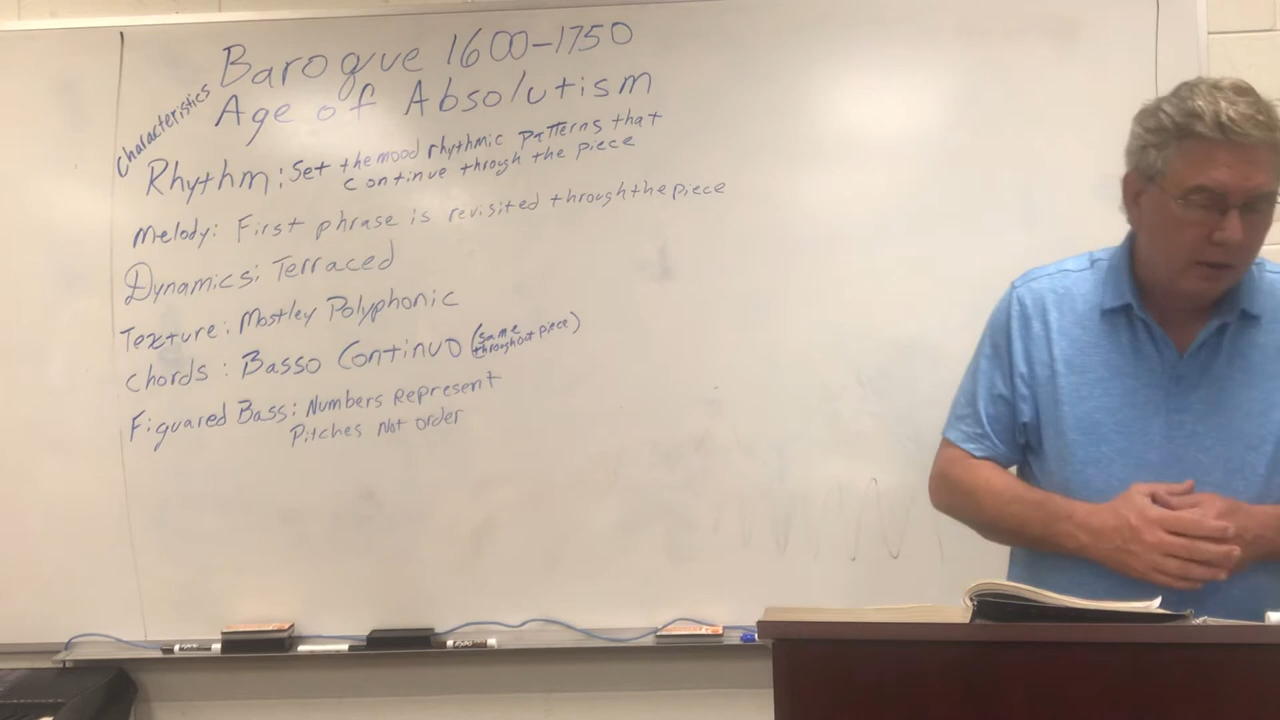 Baroque 1600-1750
Age of Absolutism
Characteristics
Rhythm: Set the mood rhythmic patterns that
continue through the piece
Melody: First phrase is revisited through the piece
Dynamics: Terraced
Texture: Mostley Polyphonic
Chords: Basso Continuo (same
throughout piece)
Figuared Bass: Numbers Represent
Pitches Not order